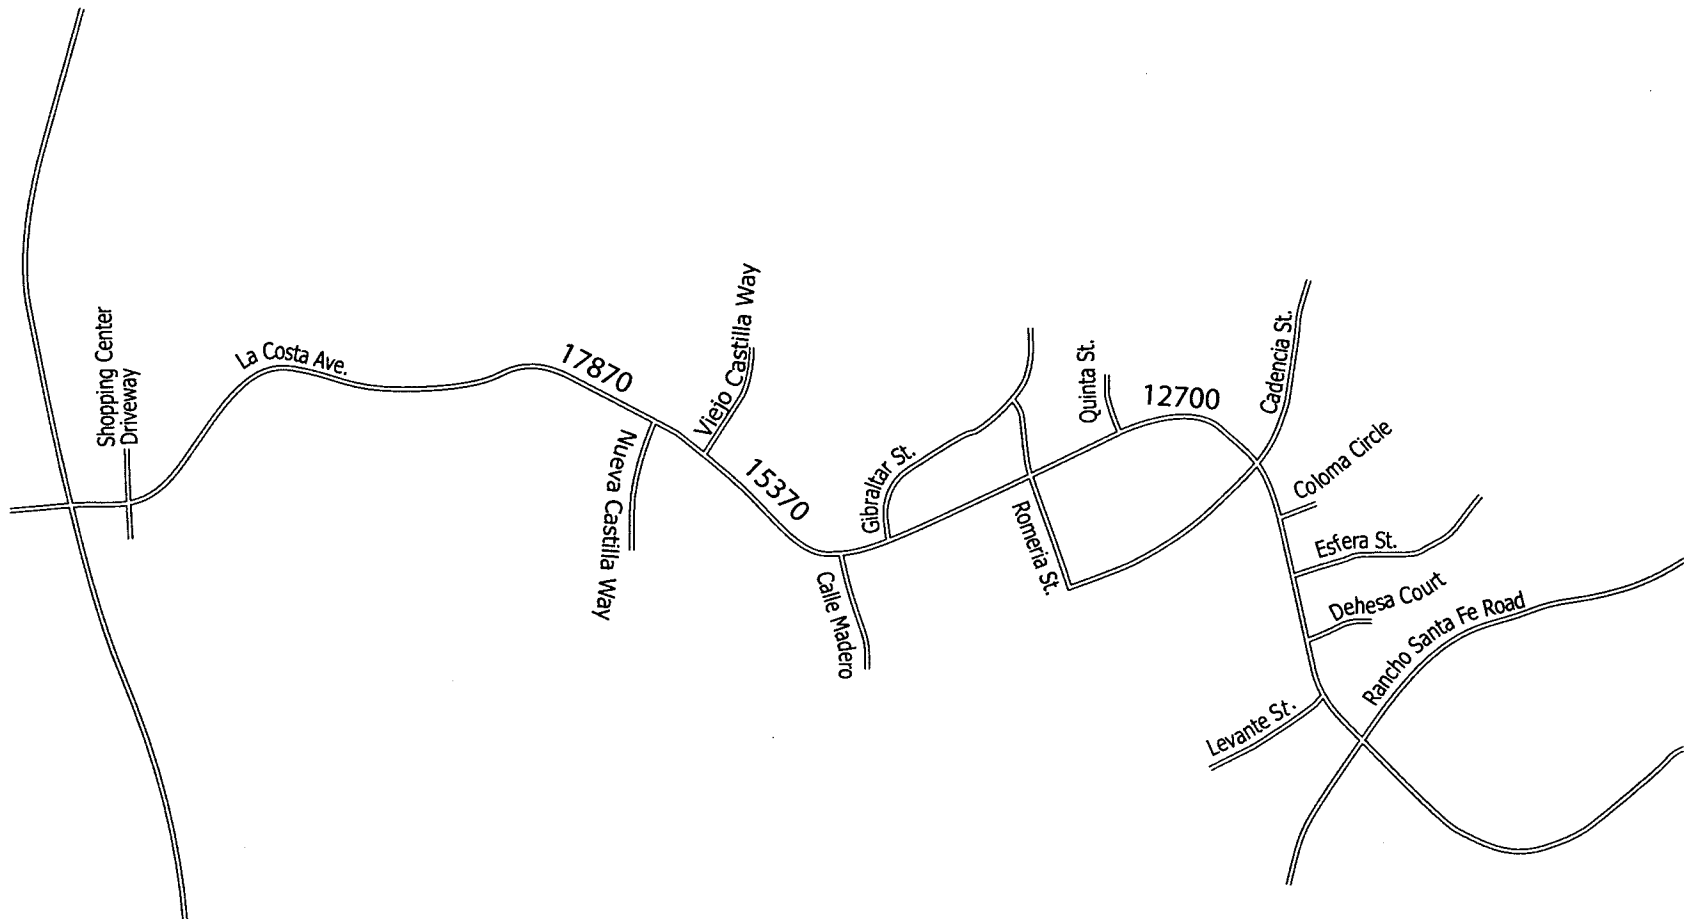 Shopping Center
Driveway
La Costa Ave.
17870
Nueva Castilla Way
Viejo Castilla Way
15370
Calle Madero
Gibraltar St.
Romeria St.
Quinta St.
12700
Cadencia St.
Coloma Circle
Esfera St.
Dehesa Court
Rancho Santa Fe Road
Levante St.